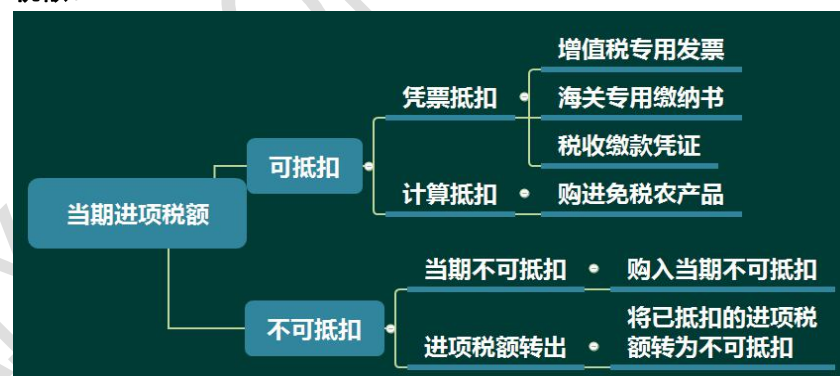 增值税专用发票
凭票抵扣
海关专用缴纳书
税收缴款凭证
可抵扣
计算抵扣
购进免税农产品
当期进项税额
当期不可抵扣
购入当期不可抵扣
不可抵扣
进项税额转出
将已抵扣的进项税
额转为不可抵扣